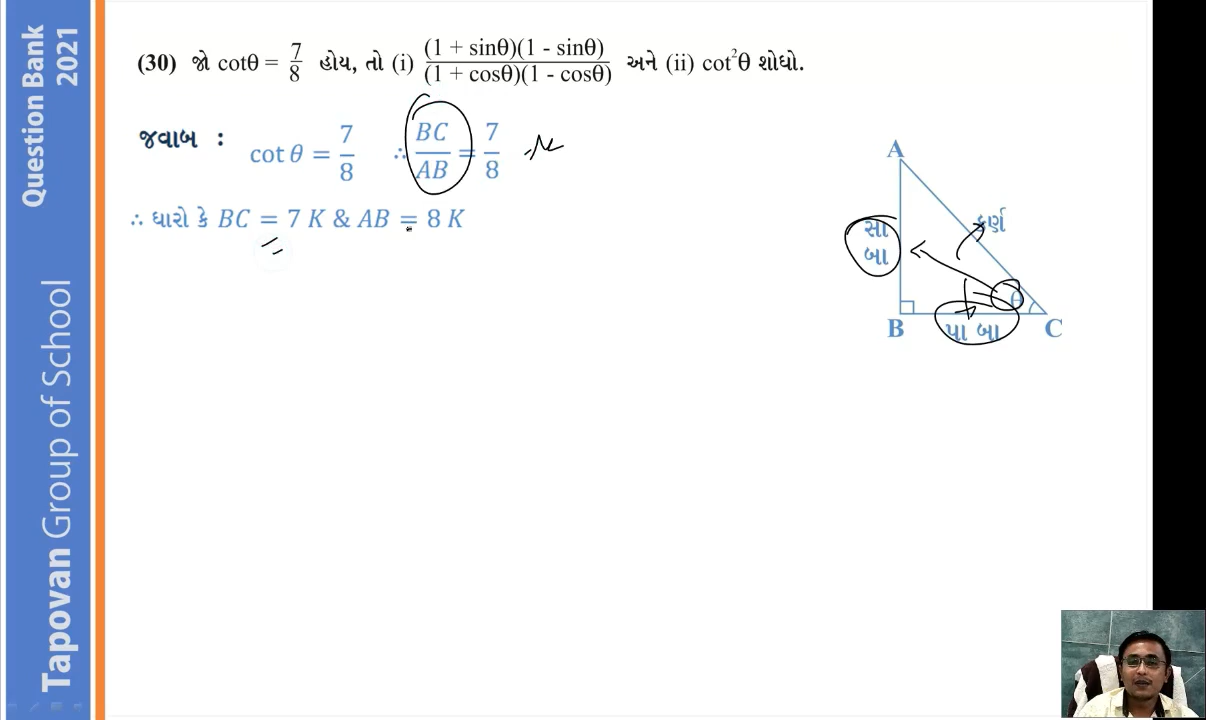 Question Bank
2021
Tapovan Group of School
(30) જો cotθ = 7/8 હોય, તો (i) (1 + sinθ)(1 - sinθ)/(1 + cosθ)(1 - cosθ) અને (ii) cot²θ શોધો.
જવાબ : cot θ = 7/8 ∴ BC/AB = 7/8
∴ ધારો કે BC = 7 K & AB = 8 K
A
સા
બા
કર્ણ
θ
B
પા બા
C